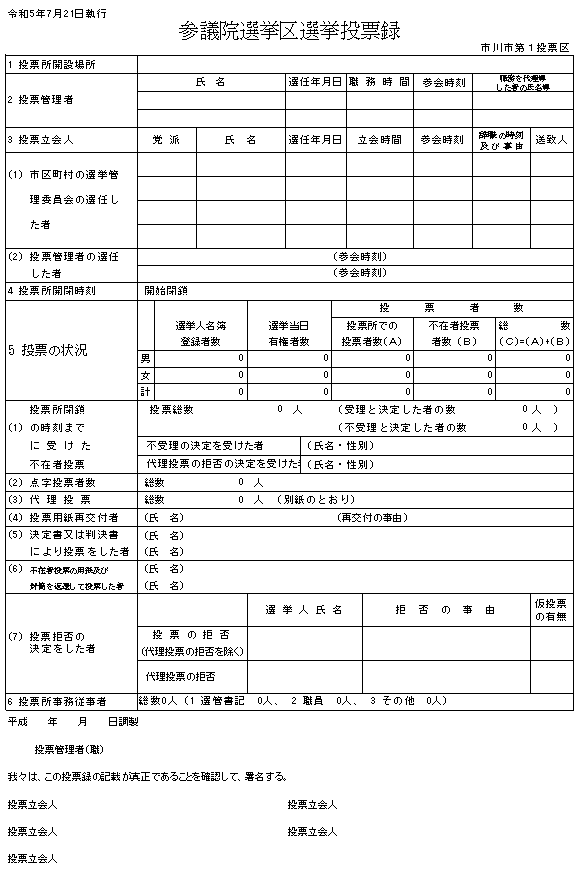 令和5年7月21日執行
参議院選挙区選挙投票録
市川市第1投票区
1 投票所開設場所
2 投票管理者
氏 名 選任年月日 職務時間 参会時刻 職務を代理
した者の氏名
3 投票立会人 党派 氏 名 選任年月日 立会時間 参会時刻 辞職の時刻 送致人
及び事由
(1) 市区町村の選挙管
理委員会の選任し
た者
(2) 投票管理者の選任 (参会時刻)
した者 (参会時刻)
4 投票所開閉時刻 開始閉鎖
5 投票の状況
投 票 者 数
選挙人名簿 選挙当日 投票所での 不在者投票 総 数
登録者数 有権者数 投票者数(A) 者数(B) (C)=(A)+(B)
男 0 0 0 0 0
女 0 0 0 0 0
計 0 0 0 0 0
投票所閉鎖 投票総数 0 人 (受理と決定した者の数 0 人 )
(1) の時刻まで (不受理と決定した者の数 0 人 )
に受けた 不受理の決定を受けた者 (氏名・性別)
不在者投票 代理投票の拒否の決定を受けた (氏名・性別)
(2) 点字投票者数 総数 0 人
(3) 代理投票 総数 0 人 (別紙のとおり)
(4) 投票用紙再交付者 (氏 名) (再交付の事由)
(5) 決定書又は判決書 (氏 名)
により投票をした者 (氏 名)
(6) 不在者投票の用紙及び (氏 名)
封筒を返還して投票した者 (氏 名)
(7) 投票拒否の
決定をした者
選挙人氏名 拒否の事由 仮投票
の有無
投票の拒否
(代理投票の拒否を除く)
代理投票の拒否
6 投票所事務従事者 総数0人 (1 選管書記 0人、 2 職員 0人、 3 その他 0人)
平成 年 月 日調製
投票管理者(職)
我々は、この投票録の記載が真正であることを確認して、署名する。
投票立会人 投票立会人
投票立会人 投票立会人
投票立会人